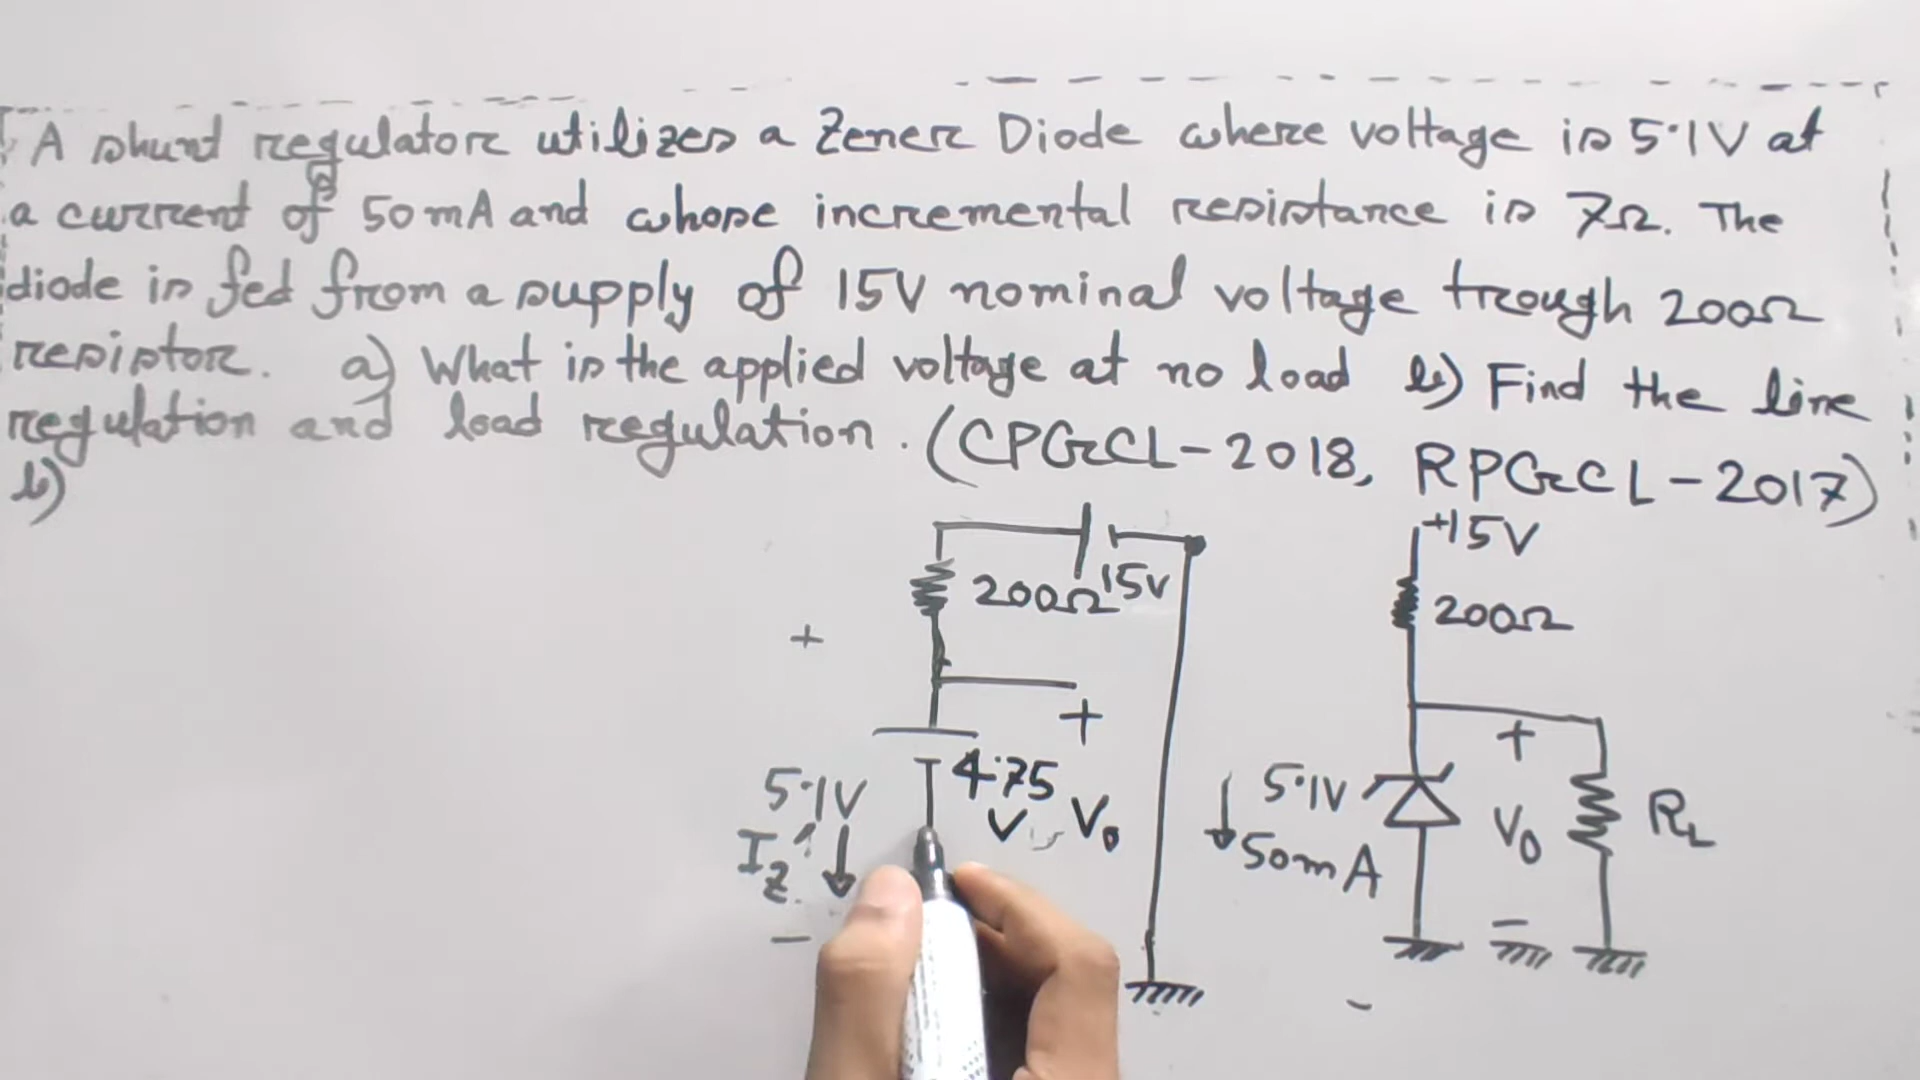 A shunt regulator utilizes a Zener Diode where voltage is 5.1V at
a current of 50mA and whose incremental resistance is 7Ω. The
diode is fed from a supply of 15V nominal voltage trough 200Ω
resistor. a) What is the applied voltage at no load b) Find the line
regulation and load regulation. (CPGCL-2018, RPGCL-2017)
b)
+15V
200Ω 15V
200Ω
+
+
+
5.1V
4.75
V
V0
Iz
-
5.1V
50mA
V0
RL
-